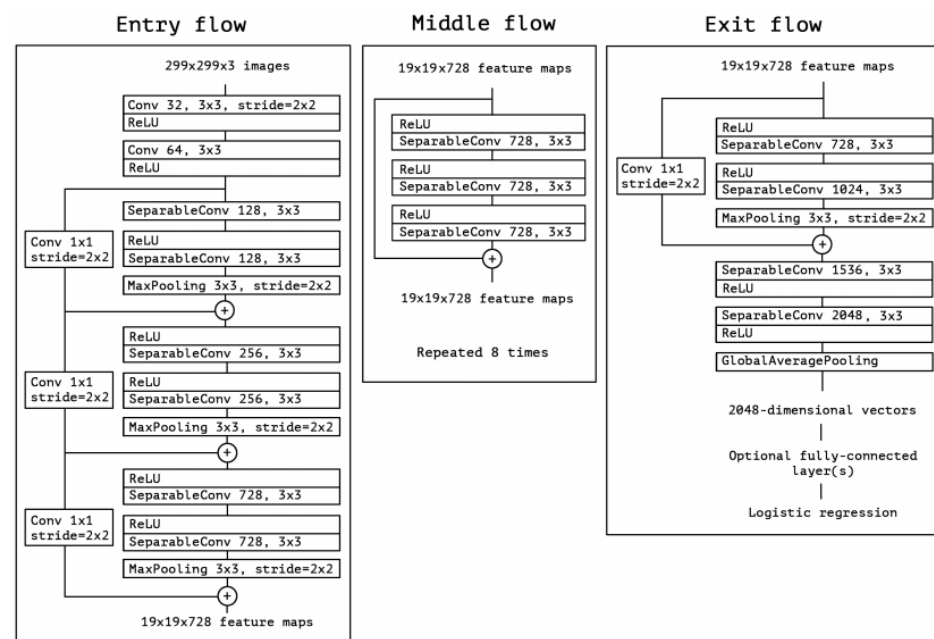 Entry flow
299x299x3 images
Conv 32, 3x3, stride=2x2
ReLU
Conv 64, 3x3
ReLU
SeparableConv 128, 3x3
Conv 1x1
stride=2x2
ReLU
SeparableConv 128, 3x3
MaxPooling 3x3, stride=2x2
+
ReLU
SeparableConv 256, 3x3
Conv 1x1
stride=2x2
ReLU
SeparableConv 256, 3x3
MaxPooling 3x3, stride=2x2
+
ReLU
SeparableConv 728, 3x3
Conv 1x1
stride=2x2
ReLU
SeparableConv 728, 3x3
MaxPooling 3x3, stride=2x2
+
19x19x728 feature maps
Middle flow
19x19x728 feature maps
ReLU
SeparableConv 728, 3x3
ReLU
SeparableConv 728, 3x3
ReLU
SeparableConv 728, 3x3
+
19x19x728 feature maps
Repeated 8 times
Exit flow
19x19x728 feature maps
ReLU
SeparableConv 728, 3x3
Conv 1x1
stride=2x2
ReLU
SeparableConv 1024, 3x3
MaxPooling 3x3, stride=2x2
+
SeparableConv 1536, 3x3
ReLU
SeparableConv 2048, 3x3
ReLU
GlobalAveragePooling
2048-dimensional vectors
Optional fully-connected
layer(s)
Logistic regression